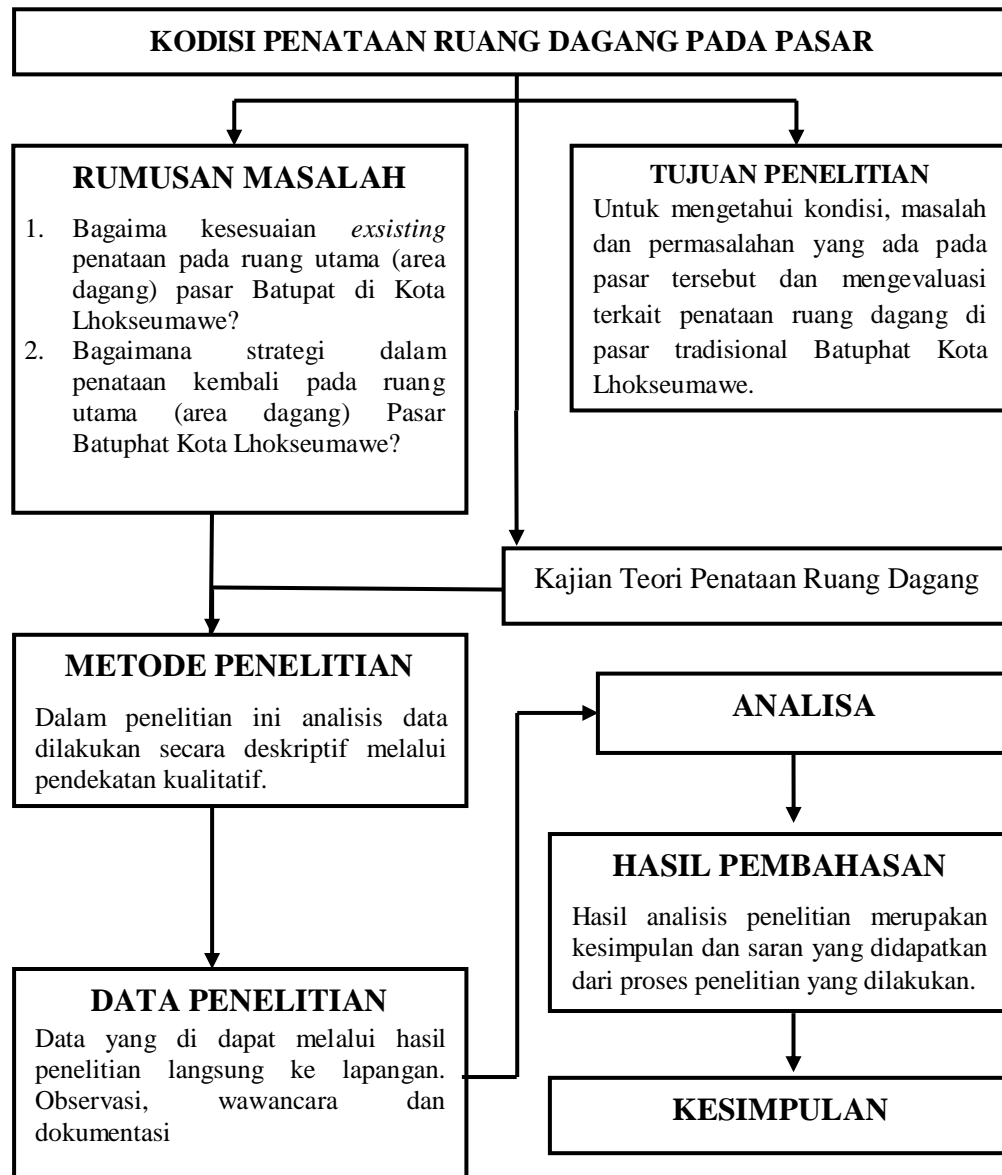 KODISI PENATAAN RUANG DAGANG PADA PASAR
RUMUSAN MASALAH
1. Bagaima kesesuaian exsisting
penataan pada ruang utama (area
dagang) pasar Batupat di Kota
Lhokseumawe?
2. Bagaimana strategi dalam
penataan kembali pada ruang
utama (area dagang) Pasar
Batuphat Kota Lhokseumawe?
TUJUAN PENELITIAN
Untuk mengetahui kondisi, masalah
dan permasalahan yang ada pada
pasar tersebut dan mengevaluasi
terkait penataan ruang dagang di
pasar tradisional Batuphat Kota
Lhokseumawe.
Kajian Teori Penataan Ruang Dagang
METODE PENELITIAN
Dalam penelitian ini analisis data
dilakukan secara deskriptif melalui
pendekatan kualitatif.
ANALISA
HASIL PEMBAHASAN
Hasil analisis penelitian merupakan
kesimpulan dan saran yang didapatkan
dari proses penelitian yang dilakukan.
DATA PENELITIAN
Data yang di dapat melalui hasil
penelitian langsung ke lapangan.
Observasi, wawancara dan
dokumentasi
KESIMPULAN